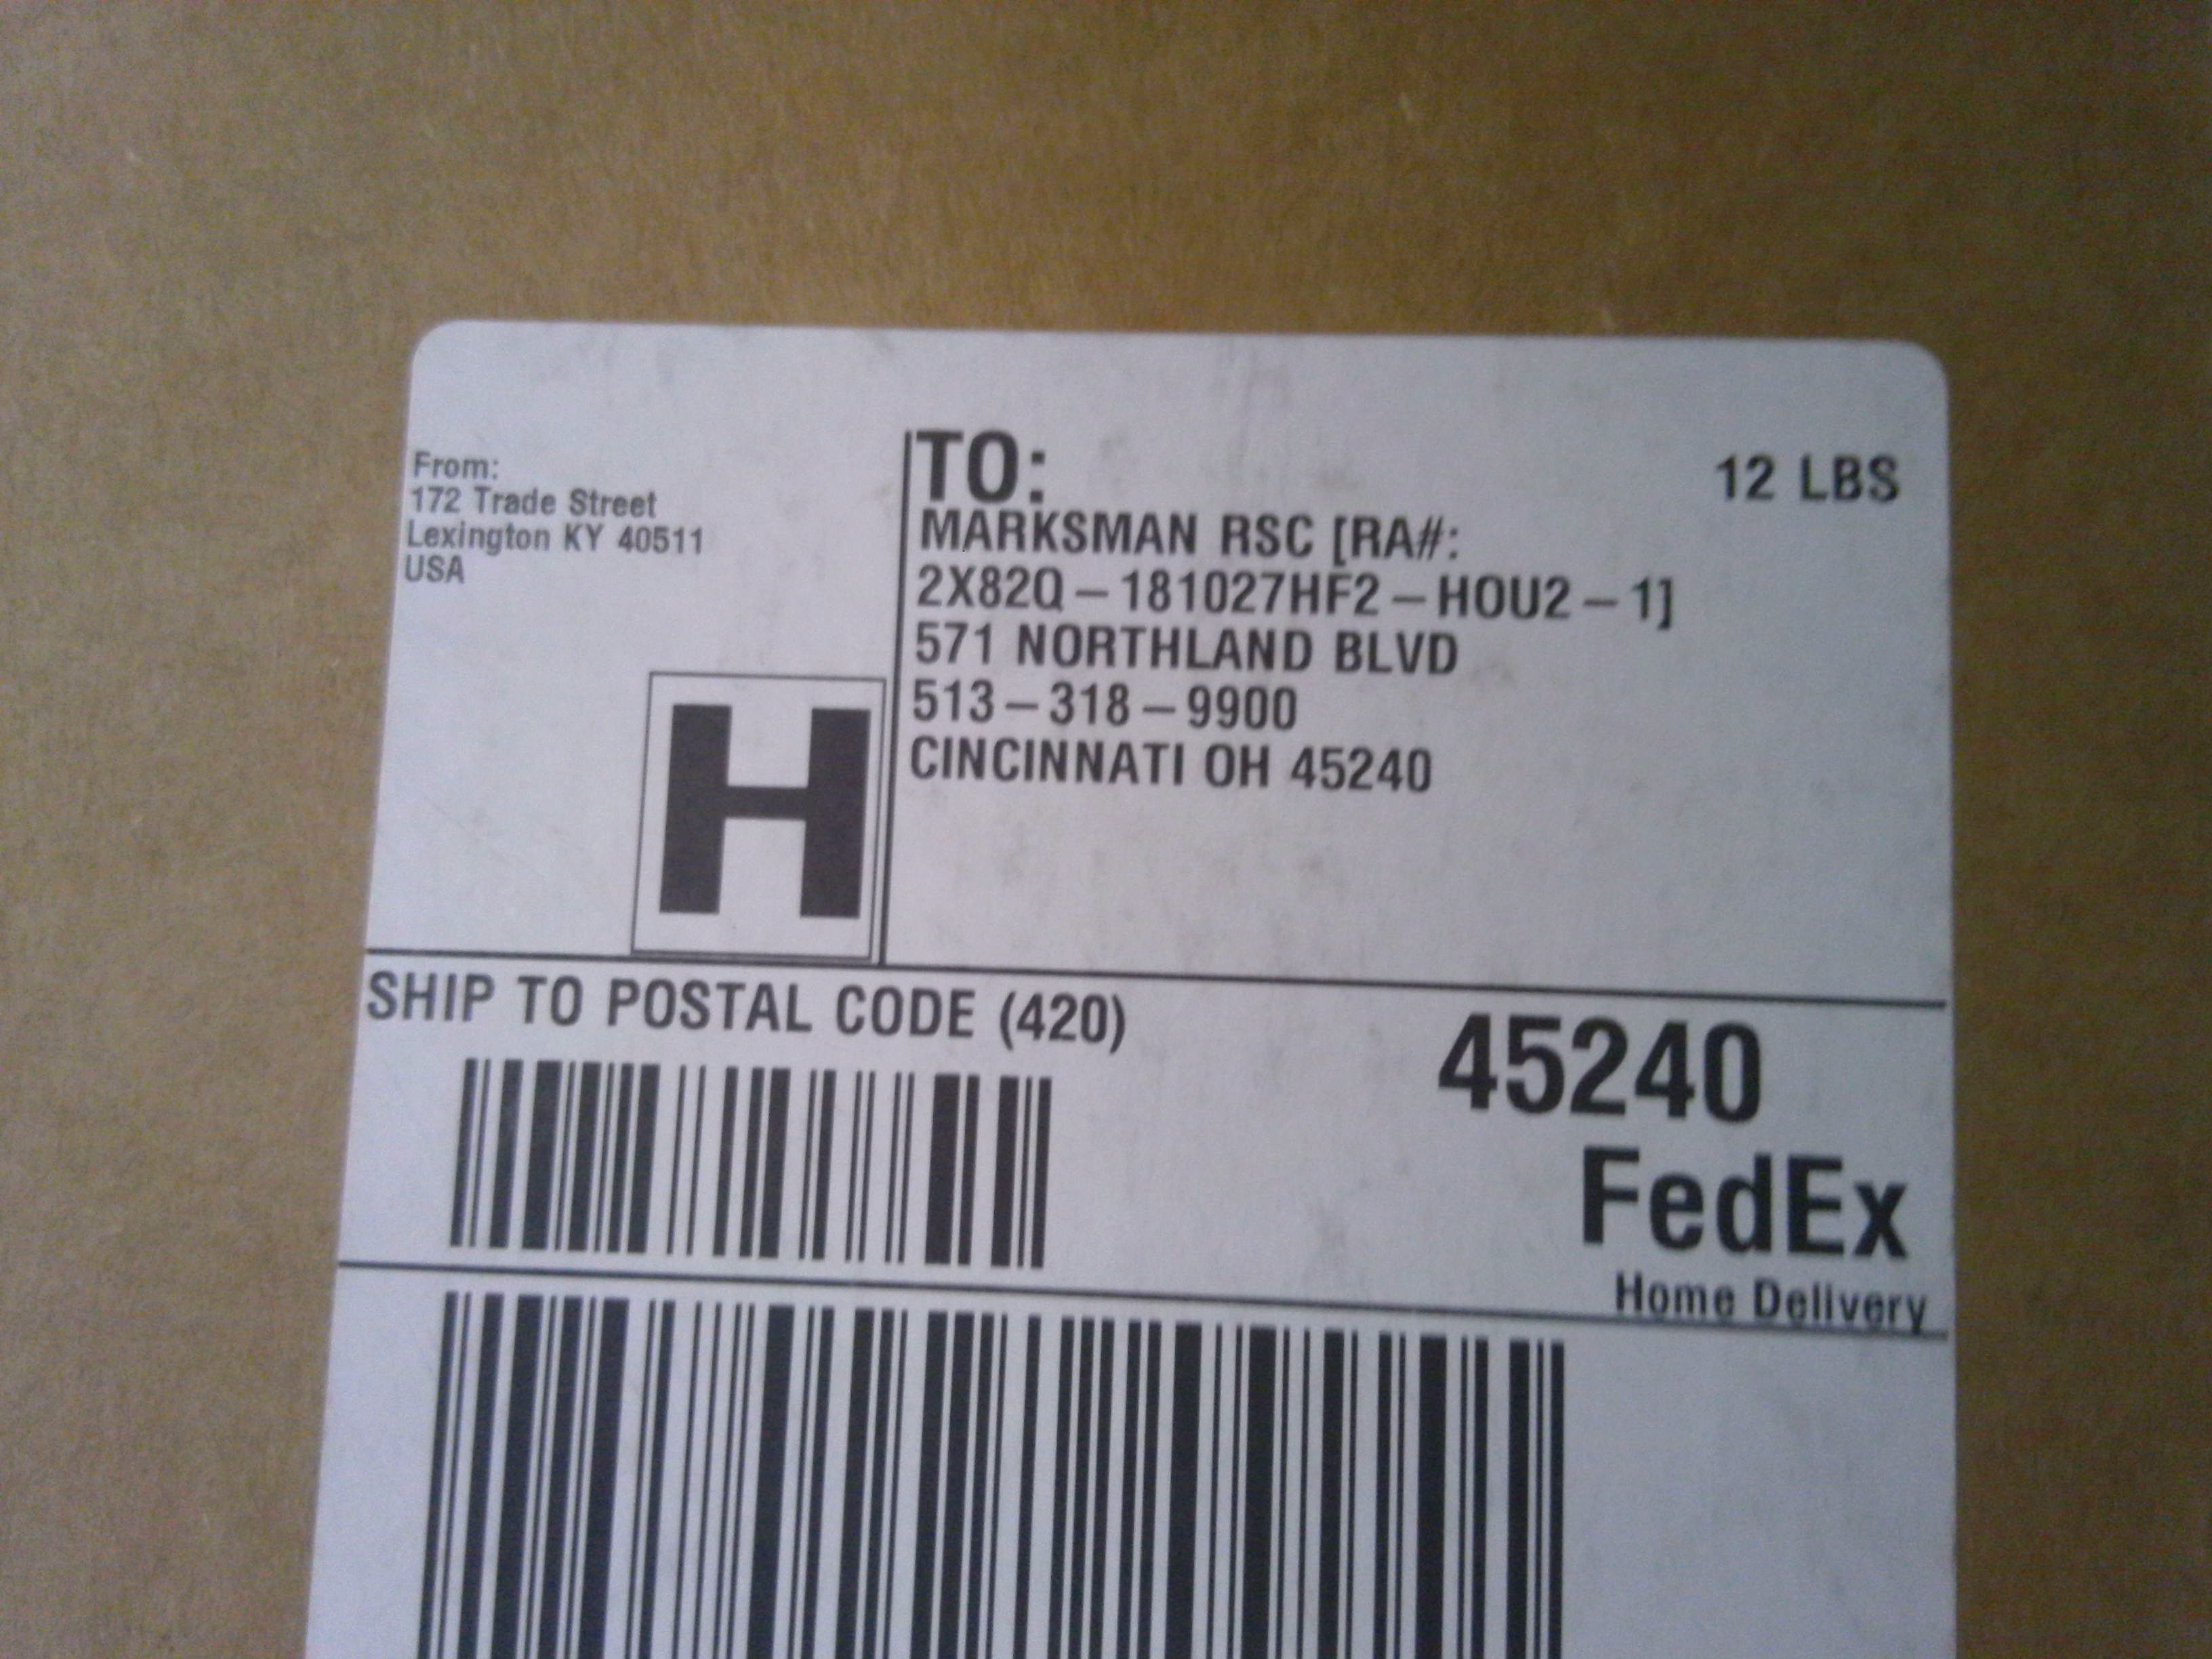 From:
172 Trade Street
Lexington KY 40511
USA
TO:
12 LBS
MARKSMAN RSC [RA#:
2X82Q-181027HF2-HOU2-1]
571 NORTHLAND BLVD
513-318-9900
CINCINNATI OH 45240
H
SHIP TO POSTAL CODE (420)
45240
FedEx
Home Delivery